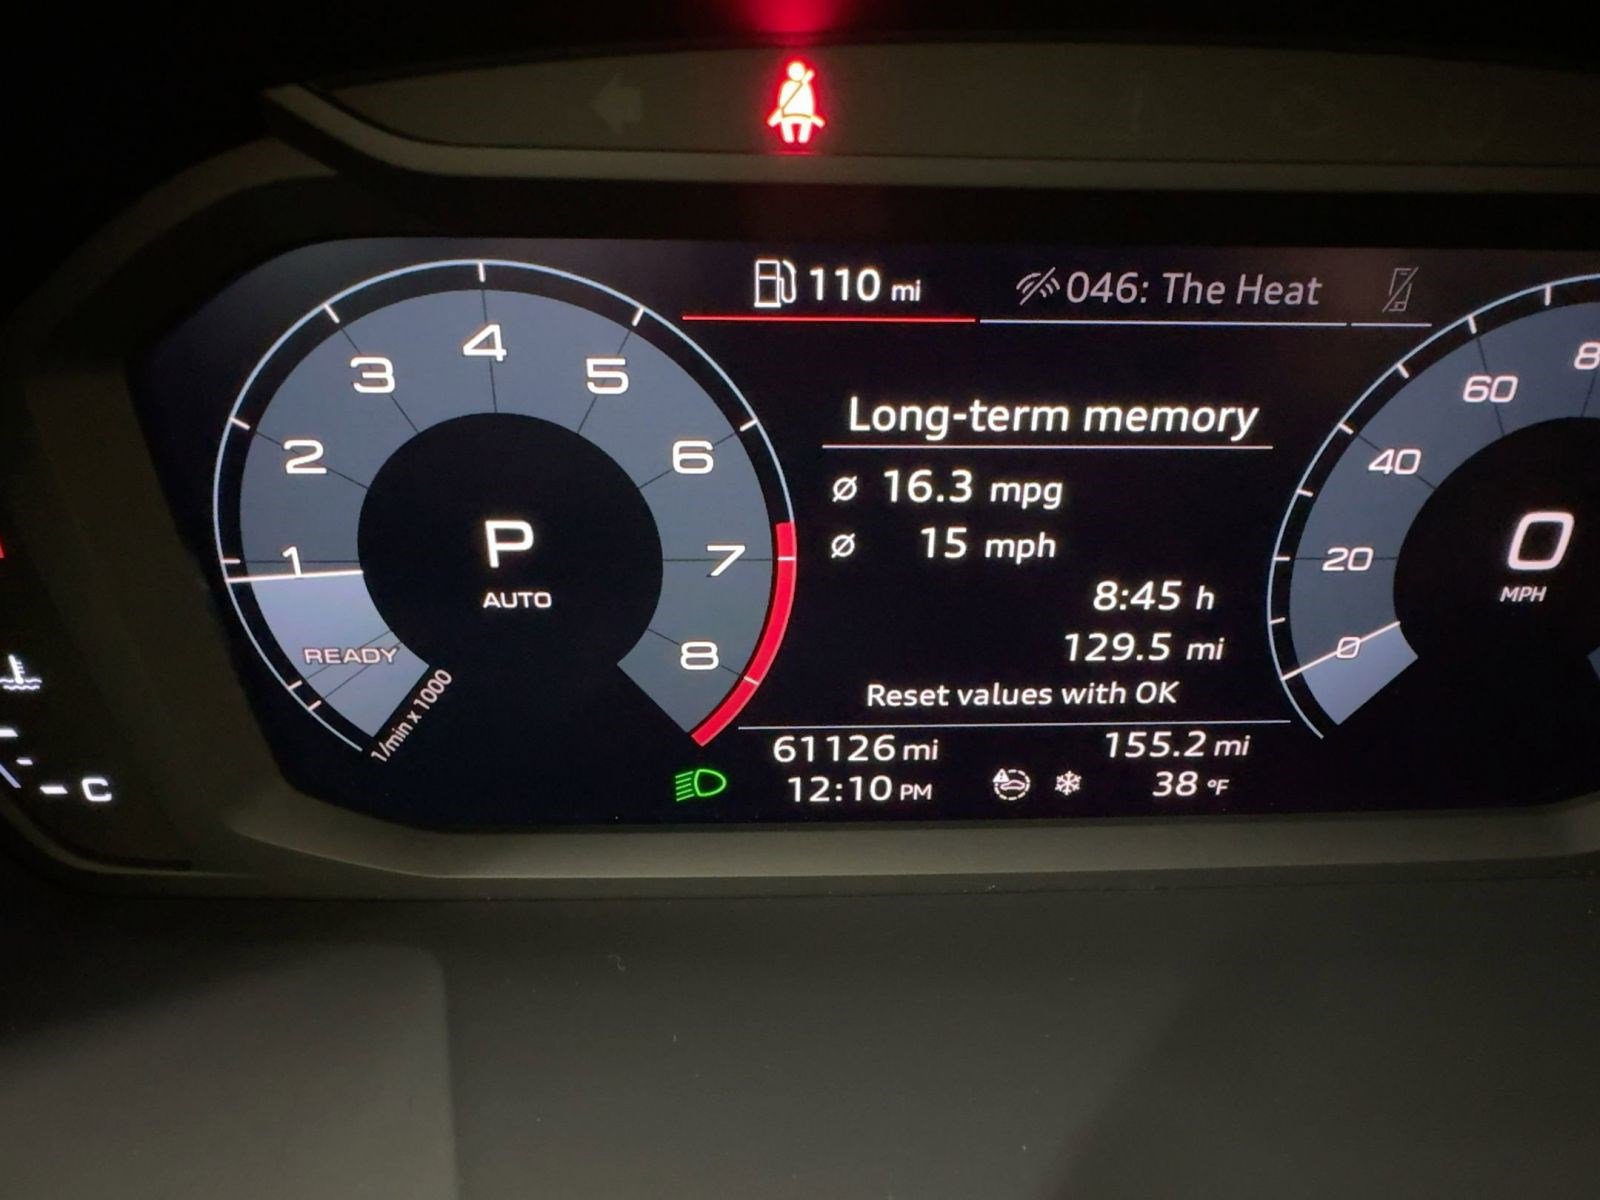 110 mi
046: The Heat
1
2
3
4
5
6
7
8
P
AUTO
READY
1/min x 1000
Long-term memory
ø 16.3 mpg
ø 15 mph
8:45 h
129.5 mi
Reset values with OK
61126 mi 155.2 mi
12:10 PM 38 °F
0
20
40
60
8
0
MPH
C